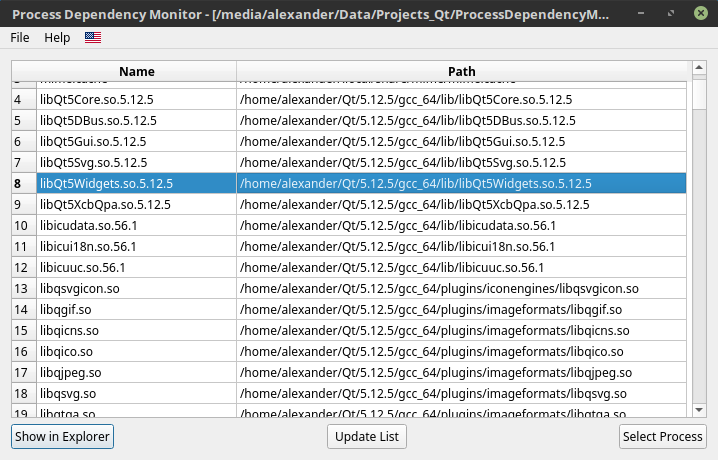 Process Dependency Monitor - [/media/alexander/Data/Projects_Qt/ProcessDependencyM...
File Help
Name Path
4 libQt5Core.so.5.12.5 /home/alexander/Qt/5.12.5/gcc_64/lib/libQt5Core.so.5.12.5
5 libQt5DBus.so.5.12.5 /home/alexander/Qt/5.12.5/gcc_64/lib/libQt5DBus.so.5.12.5
6 libQt5Gui.so.5.12.5 /home/alexander/Qt/5.12.5/gcc_64/lib/libQt5Gui.so.5.12.5
7 libQt5Svg.so.5.12.5 /home/alexander/Qt/5.12.5/gcc_64/lib/libQt5Svg.so.5.12.5
8 libQt5Widgets.so.5.12.5 /home/alexander/Qt/5.12.5/gcc_64/lib/libQt5Widgets.so.5.12.5
9 libQt5XcbQpa.so.5.12.5 /home/alexander/Qt/5.12.5/gcc_64/lib/libQt5XcbQpa.so.5.12.5
10 libicudata.so.56.1 /home/alexander/Qt/5.12.5/gcc_64/lib/libicudata.so.56.1
11 libicui18n.so.56.1 /home/alexander/Qt/5.12.5/gcc_64/lib/libicui18n.so.56.1
12 libicuuc.so.56.1 /home/alexander/Qt/5.12.5/gcc_64/lib/libicuuc.so.56.1
13 libqsvgicon.so /home/alexander/Qt/5.12.5/gcc_64/plugins/iconengines/libqsvgicon.so
14 libqgif.so /home/alexander/Qt/5.12.5/gcc_64/plugins/imageformats/libqgif.so
15 libqicns.so /home/alexander/Qt/5.12.5/gcc_64/plugins/imageformats/libqicns.so
16 libqico.so /home/alexander/Qt/5.12.5/gcc_64/plugins/imageformats/libqico.so
17 libqjpeg.so /home/alexander/Qt/5.12.5/gcc_64/plugins/imageformats/libqjpeg.so
18 libqsvg.so /home/alexander/Qt/5.12.5/gcc_64/plugins/imageformats/libqsvg.so
19 libqtga.so /home/alexander/Qt/5.12.5/gcc_64/plugins/imageformats/libqtga.so
Show in Explorer Update List Select Process